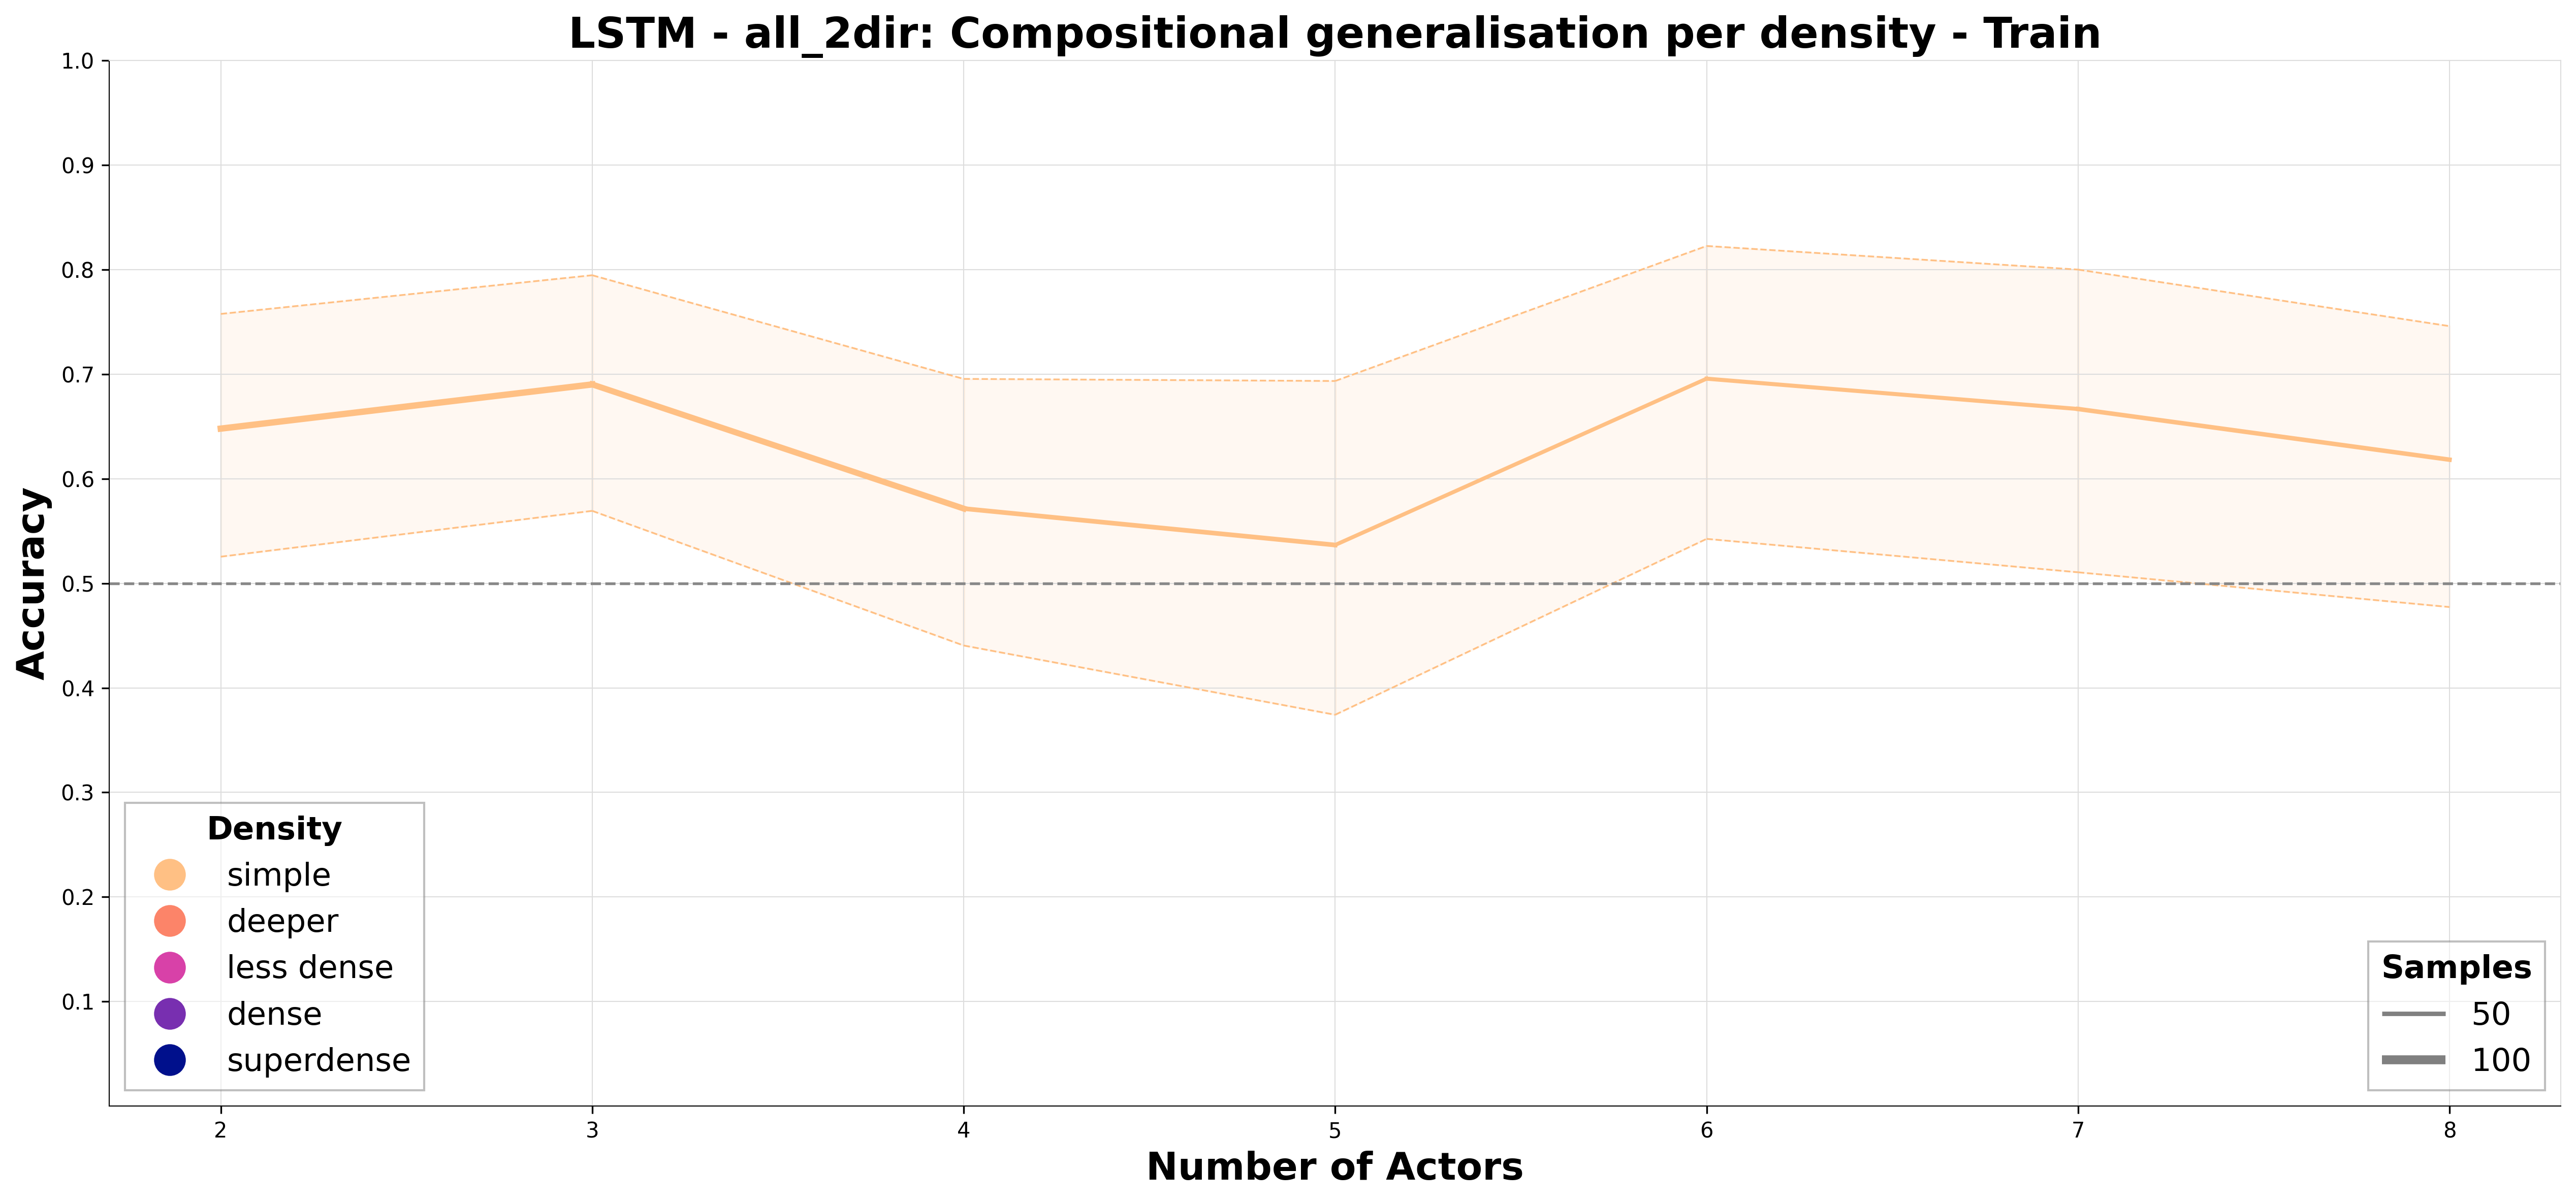 LSTM - all_2dir: Compositional generalisation per density - Train
Accuracy
1.0
0.9
0.8
0.7
0.6
0.5
0.4
0.3
0.2
0.1
Density
simple
deeper
less dense
dense
superdense
Samples
50
100
2 3 4 5 6 7 8
Number of Actors